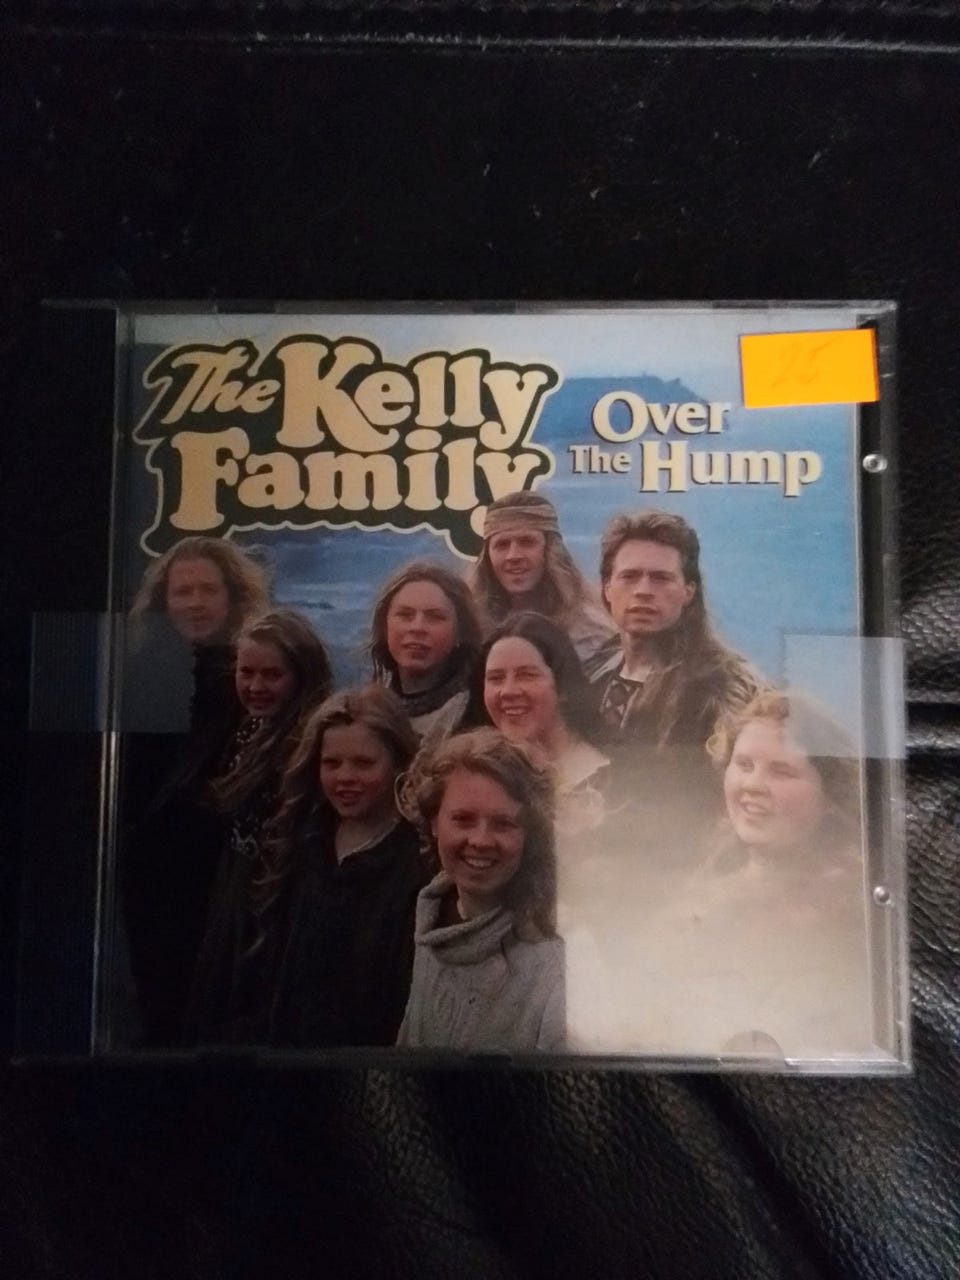 The Kelly
Family
Over
The Hump
25